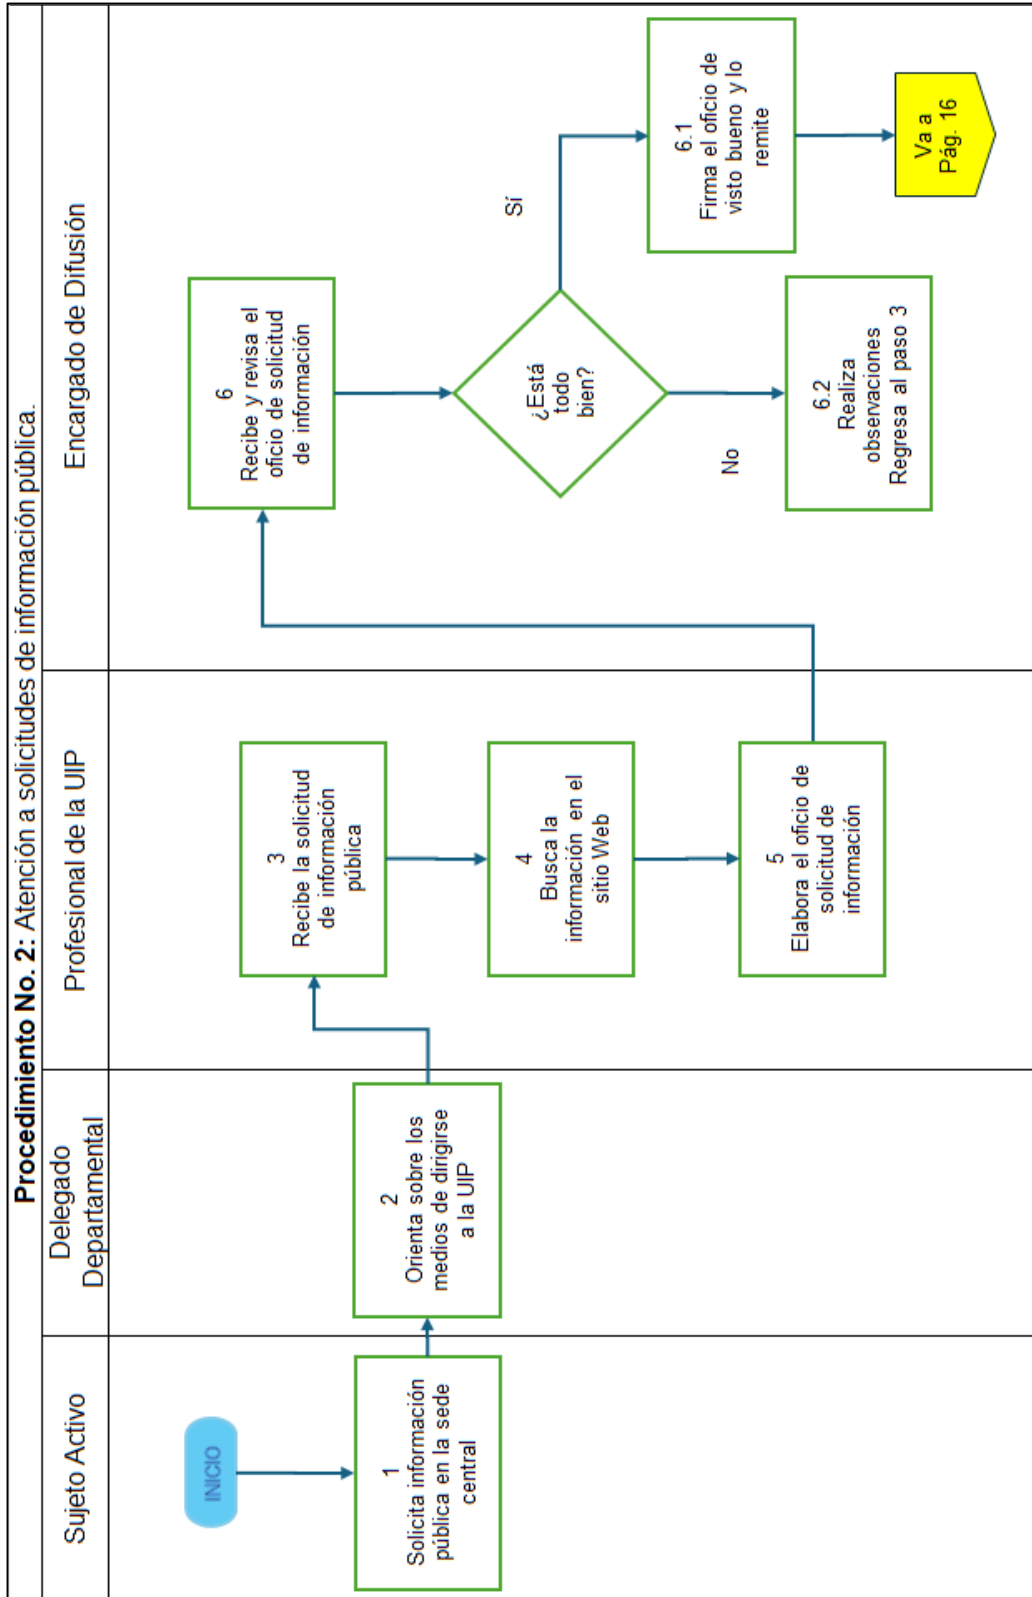 Procedimiento No. 2: Atención a solicitudes de información pública.
Sujeto Activo
Delegado
Departamental
Profesional de la UIP
Encargado de Difusión
INICIO
1
Solicita información
pública en la sede
central
2
Orienta sobre los
medios de dirigirse
a la UIP
3
Recibe la solicitud
de información
pública
4
Busca la
información en el
sitio Web
5
Elabora el oficio de
solicitud de
información
6
Recibe y revisa el
oficio de solicitud
de información
¿Está
todo
bien?
Sí
No
6.1
Firma el oficio de
visto bueno y lo
remite
6.2
Realiza
observaciones
Regresa al paso 3
Va a
Pág. 16